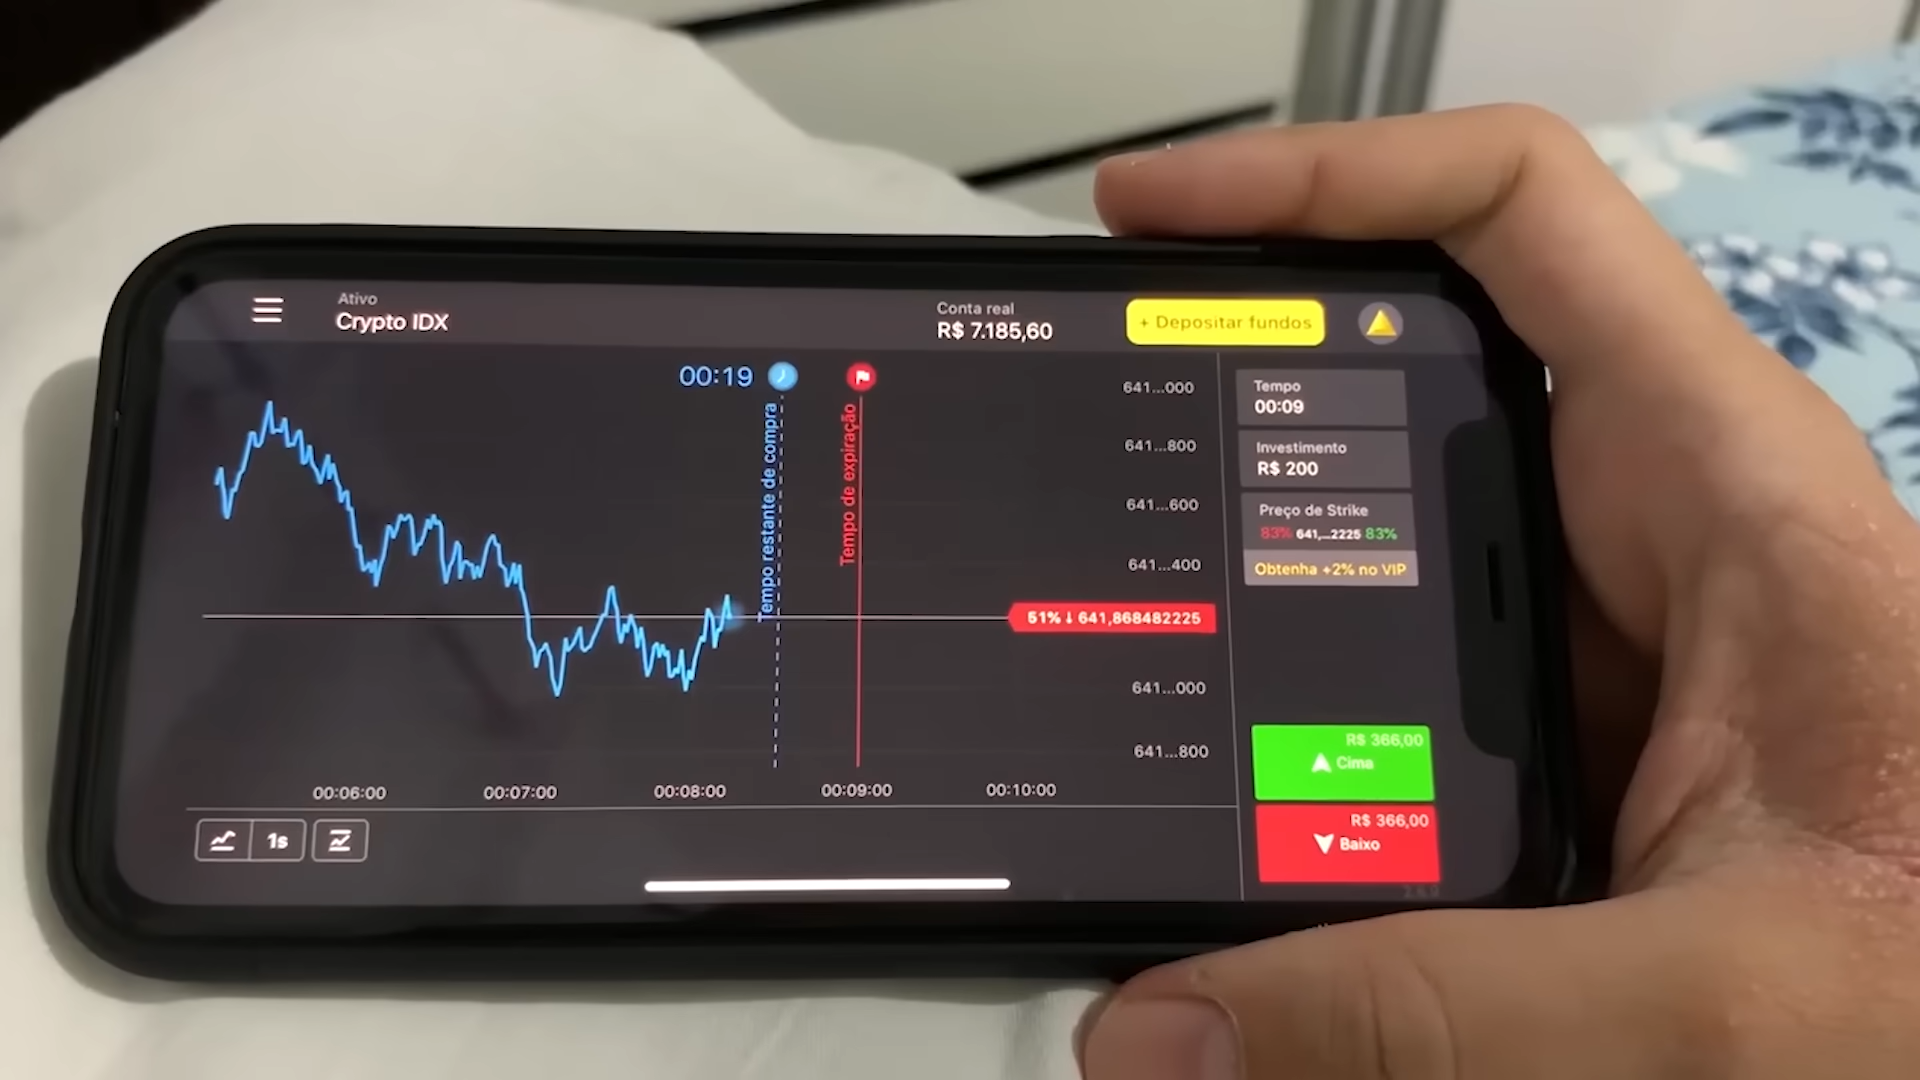 Ativo
Crypto IDX
Conta real
R$ 7.185,60
+ Depositar fundos
00:19
Tempo restante de compra
Tempo de expiração
641...000
641...800
641...600
641...400
51% ↓ 641,868482225
641...000
641...800
00:06:00
00:07:00
00:08:00
00:09:00
00:10:00
1s
Tempo
00:09
Investimento
R$ 200
Preço de Strike
83% 641,...2225 83%
Obtenha +2% no VIP
R$ 366,00
Cima
R$ 366,00
Baixo